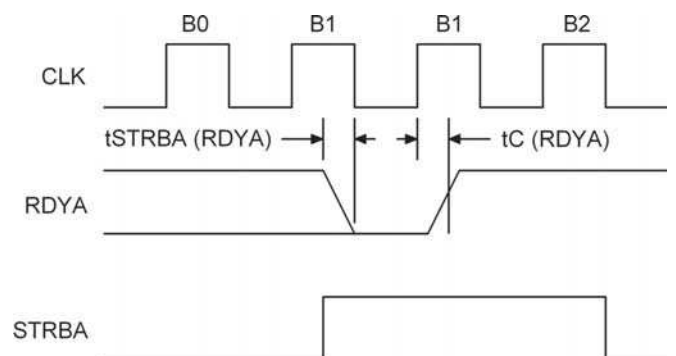 B0 B1 B1 B2
CLK
tSTRBA (RDYA) tC (RDYA)
RDYA
STRBA